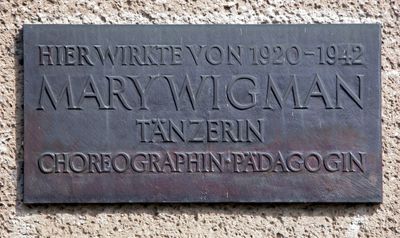 HIER WIRKTE VON 1920-1942
MARY WIGMAN
TÄNZERIN
CHOREOGRAPHIN·PÄDAGOGIN